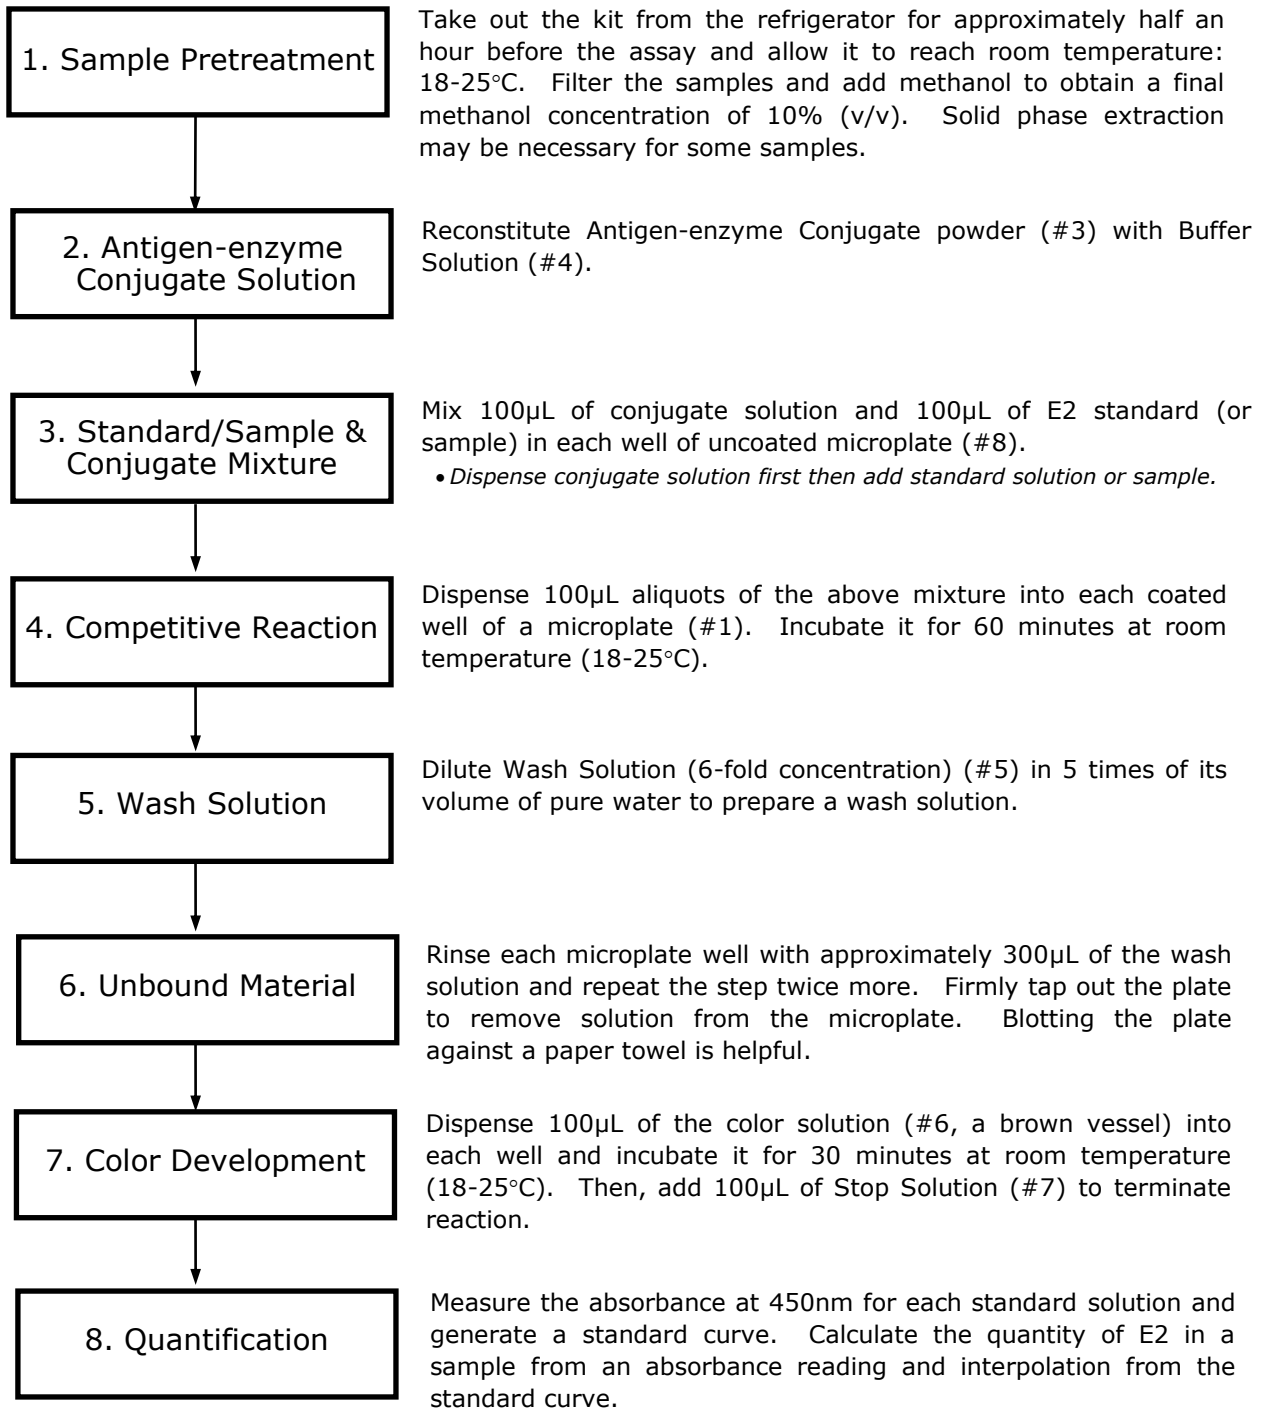 1. Sample Pretreatment
Take out the kit from the refrigerator for approximately half an
hour before the assay and allow it to reach room temperature:
18-25°C. Filter the samples and add methanol to obtain a final
methanol concentration of 10% (v/v). Solid phase extraction
may be necessary for some samples.
2. Antigen-enzyme
Conjugate Solution
Reconstitute Antigen-enzyme Conjugate powder (#3) with Buffer
Solution (#4).
3. Standard/Sample &
Conjugate Mixture
Mix 100µL of conjugate solution and 100µL of E2 standard (or
sample) in each well of uncoated microplate (#8).
• Dispense conjugate solution first then add standard solution or sample.
4. Competitive Reaction
Dispense 100µL aliquots of the above mixture into each coated
well of a microplate (#1). Incubate it for 60 minutes at room
temperature (18-25°C).
5. Wash Solution
Dilute Wash Solution (6-fold concentration) (#5) in 5 times of its
volume of pure water to prepare a wash solution.
6. Unbound Material
Rinse each microplate well with approximately 300µL of the wash
solution and repeat the step twice more. Firmly tap out the plate
to remove solution from the microplate. Blotting the plate
against a paper towel is helpful.
7. Color Development
Dispense 100µL of the color solution (#6, a brown vessel) into
each well and incubate it for 30 minutes at room temperature
(18-25°C). Then, add 100µL of Stop Solution (#7) to terminate
reaction.
8. Quantification
Measure the absorbance at 450nm for each standard solution and
generate a standard curve. Calculate the quantity of E2 in a
sample from an absorbance reading and interpolation from the
standard curve.